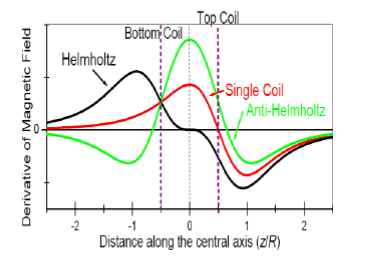 Top Coil
Bottom Coil
Helmholtz
Single Coil
Anti-Helmholtz
Derivative of Magnetic Field
0
-2 -1 0 1 2
Distance along the central axis (z/R)